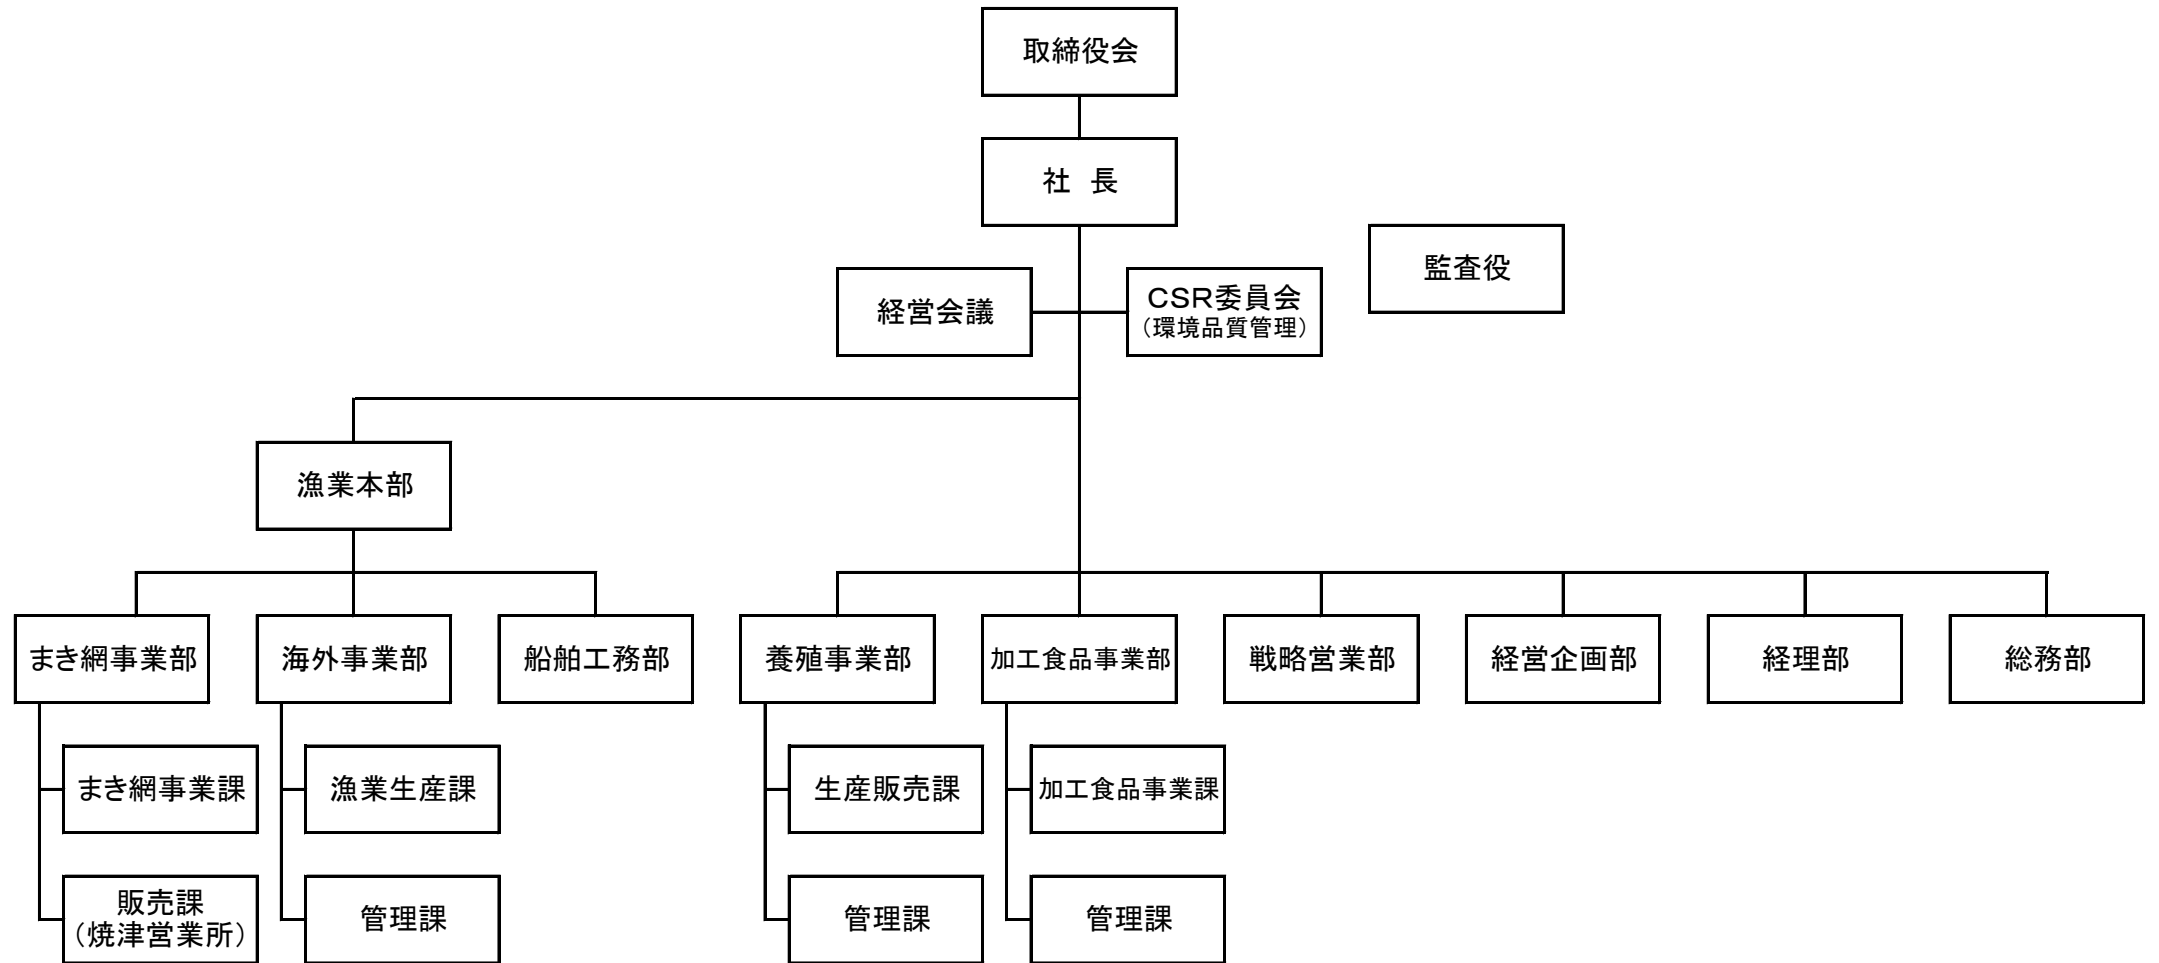 取締役会
社　長
監査役
経営会議
CSR委員会
（環境品質管理）
漁業本部
まき網事業部
海外事業部
船舶工務部
養殖事業部
加工食品事業部
戦略営業部
経営企画部
経理部
総務部
まき網事業課
漁業生産課
生産販売課
加工食品事業課
販売課
（焼津営業所）
管理課
管理課
管理課